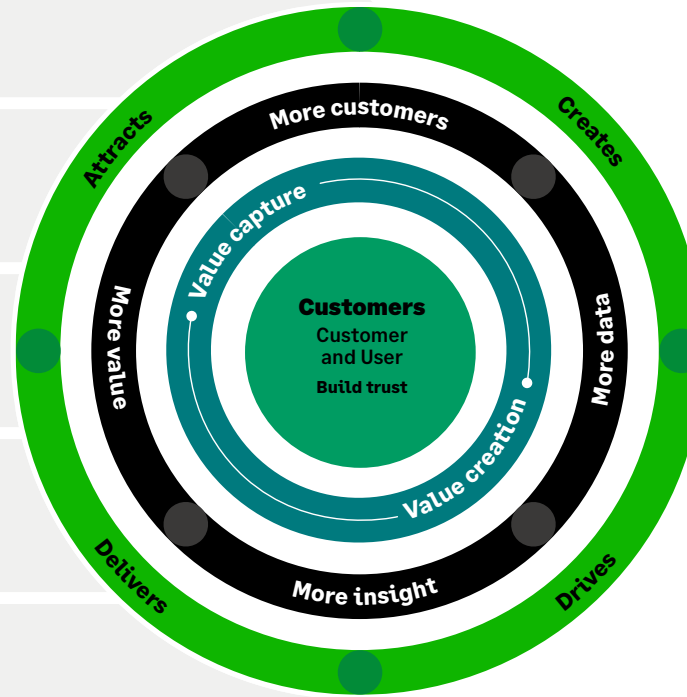 Attracts
Creates
More customers
Value capture
Customers
Customer
and User
Build trust
More value
More data
Value creation
More insight
Delivers
Drives